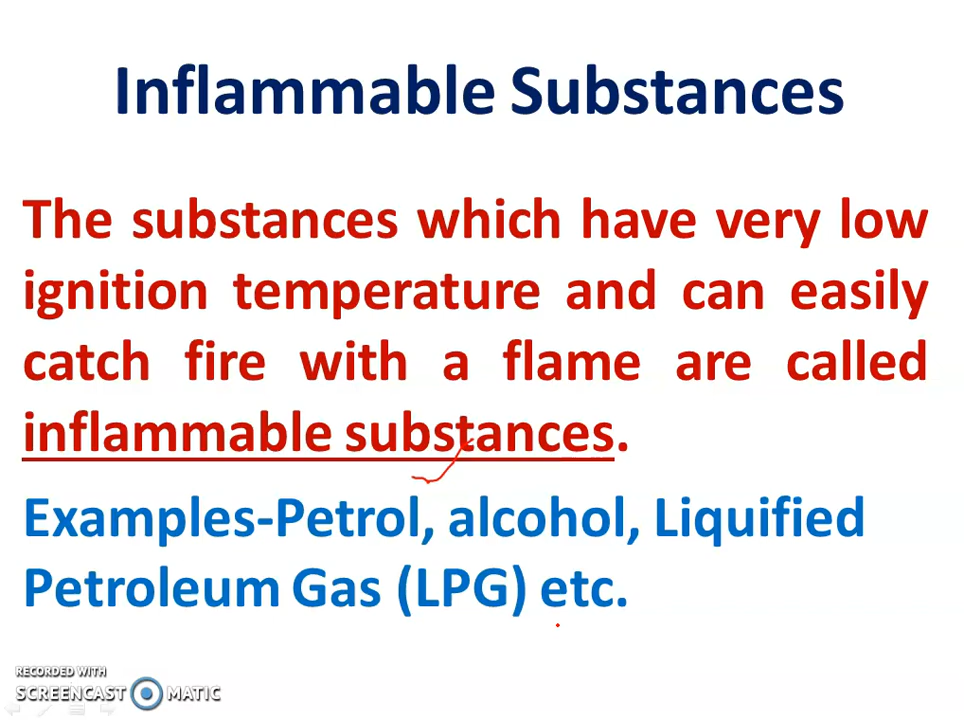 Inflammable Substances
The substances which have very low
ignition temperature and can easily
catch fire with a flame are called
inflammable substances.
Examples-Petrol, alcohol, Liquified
Petroleum Gas (LPG) etc.
RECORDED WITH
SCREENCAST MATIC